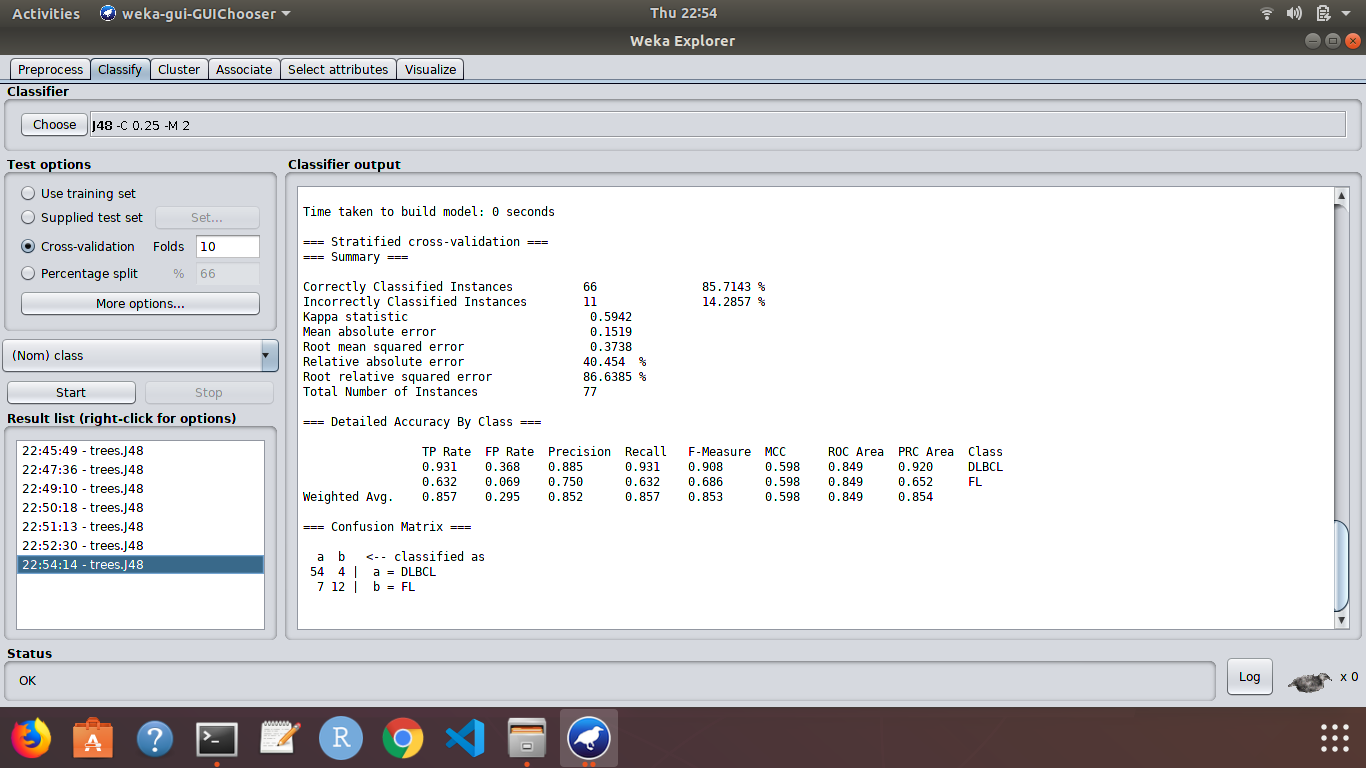 Activities weka-gui-GUIChooser Thu 22:54
Weka Explorer
Preprocess Classify Cluster Associate Select attributes Visualize
Classifier
Choose J48 -C 0.25 -M 2
Test options
Use training set
Supplied test set Set...
Cross-validation Folds 10
Percentage split % 66
More options...
(Nom) class
Start Stop
Result list (right-click for options)
22:45:49 - trees.J48
22:47:36 - trees.J48
22:49:10 - trees.J48
22:50:18 - trees.J48
22:51:13 - trees.J48
22:52:30 - trees.J48
22:54:14 - trees.J48
Classifier output
Time taken to build model: 0 seconds
=== Stratified cross-validation ===
=== Summary ===
Correctly Classified Instances 66 85.7143 %
Incorrectly Classified Instances 11 14.2857 %
Kappa statistic 0.5942
Mean absolute error 0.1519
Root mean squared error 0.3738
Relative absolute error 40.454 %
Root relative squared error 86.6385 %
Total Number of Instances 77
=== Detailed Accuracy By Class ===
TP Rate FP Rate Precision Recall F-Measure MCC ROC Area PRC Area Class
0.931 0.368 0.885 0.931 0.908 0.598 0.849 0.920 DLBCL
0.632 0.069 0.750 0.632 0.686 0.598 0.849 0.652 FL
Weighted Avg. 0.857 0.295 0.852 0.857 0.853 0.598 0.849 0.854
=== Confusion Matrix ===
a b <-- classified as
54 4 | a = DLBCL
7 12 | b = FL
Status
OK
Log x 0
A ? >_ R